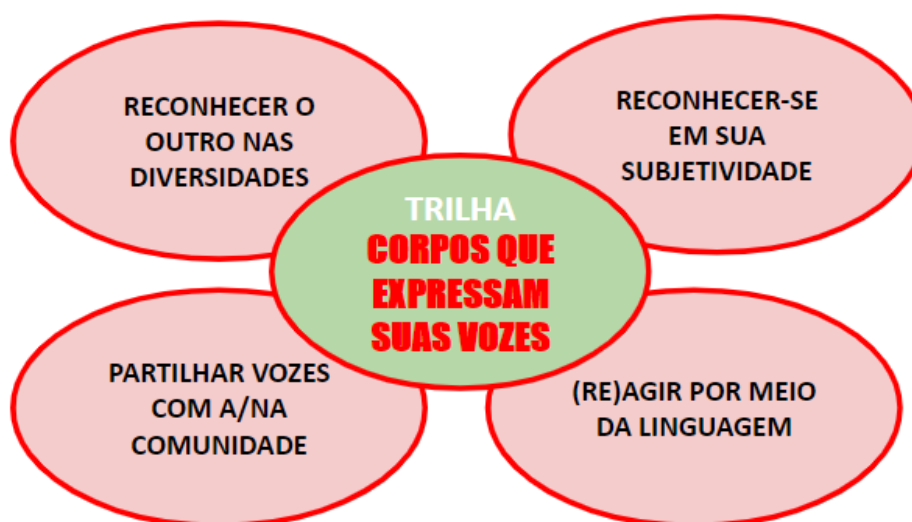 RECONHECER O
OUTRO NAS
DIVERSIDADES
RECONHECER-SE
EM SUA
SUBJETIVIDADE
TRILHA
CORPOS QUE
EXPRESSAM
SUAS VOZES
PARTILHAR VOZES
COM A/NA
COMUNIDADE
(RE)AGIR POR MEIO
DA LINGUAGEM